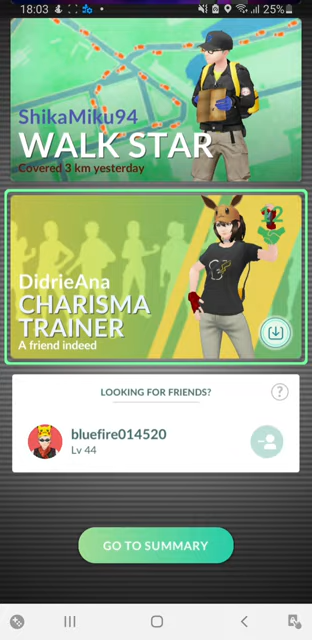 18:03
25%
ShikaMiku94
WALK STAR
Covered 3 km yesterday
DidrieAna
CHARISMA
TRAINER
A friend indeed
LOOKING FOR FRIENDS?
?
bluefire014520
Lv 44
GO TO SUMMARY